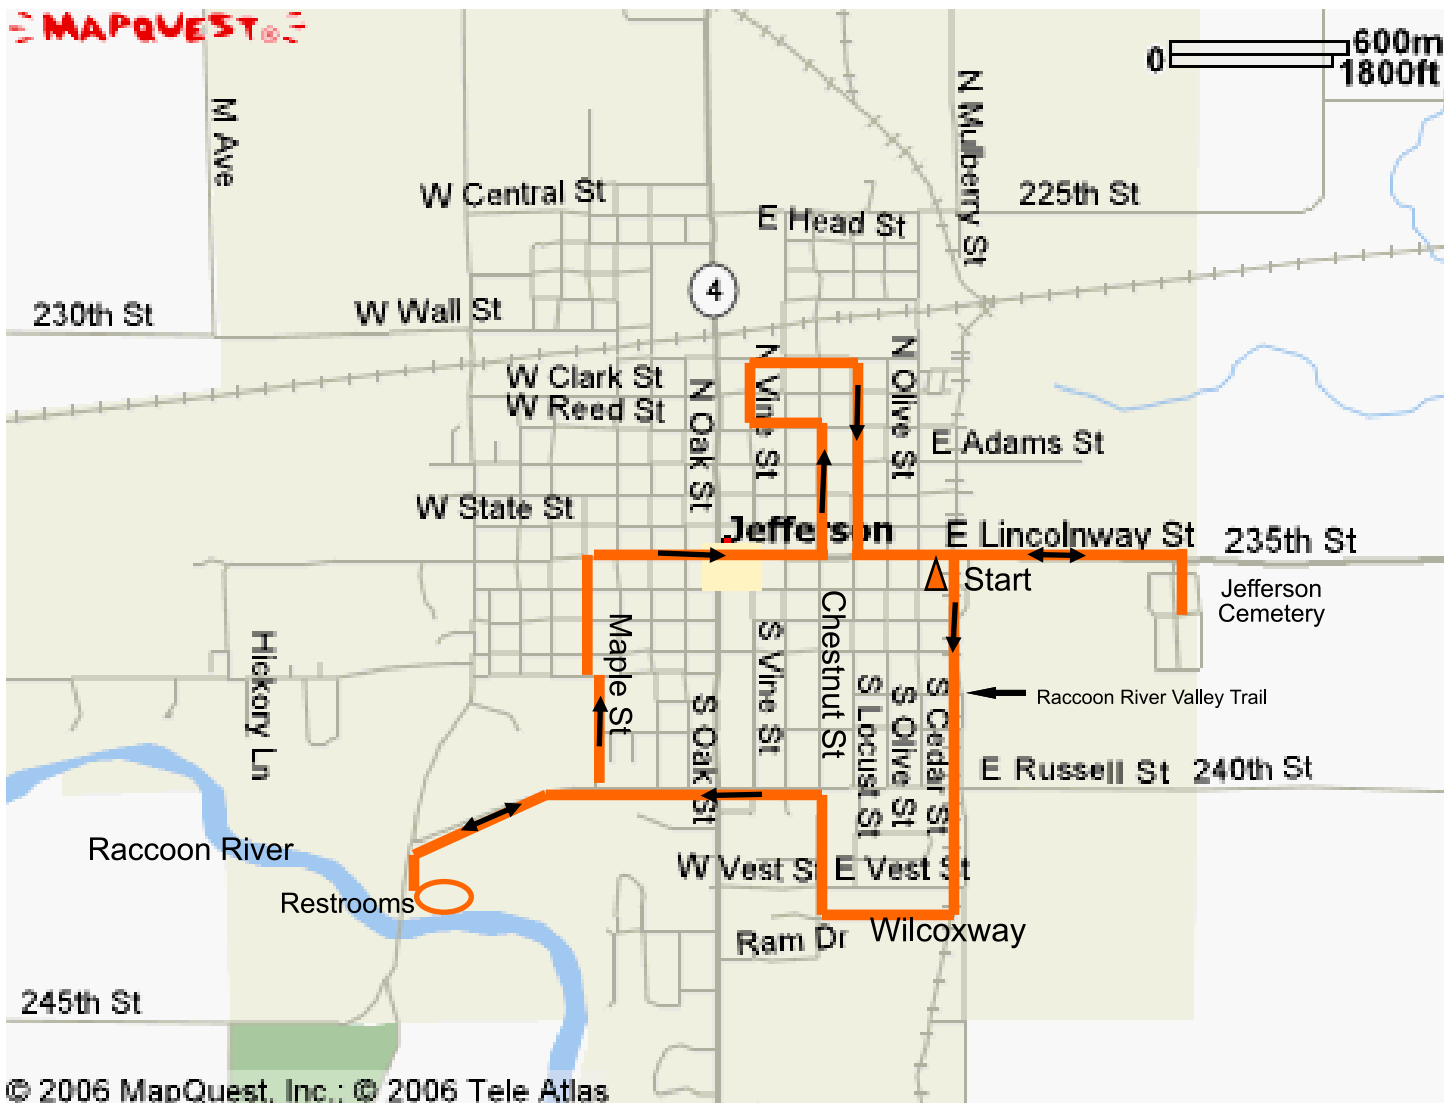 MAPQUEST®
0
600m
1800ft
M Ave
N Mulberry St
W Central St
225th St
E Head St
4
230th St
W Wall St
N Vine St
N Olive St
W Clark St
W Reed St
N Oak St
E Adams St
W State St
Jefferson
E Lincolnway St
235th St
Start
Jefferson
Cemetery
Hickory Ln
Maple St
S Vine St
Chestnut St
S Locust St
S Olive St
S Cedar St
S Oak St
Raccoon River Valley Trail
E Russell St
240th St
Raccoon River
W Vest St
E Vest St
Restrooms
Wilcoxway
Ram Dr
245th St
© 2006 MapQuest, Inc.; © 2006 Tele Atlas